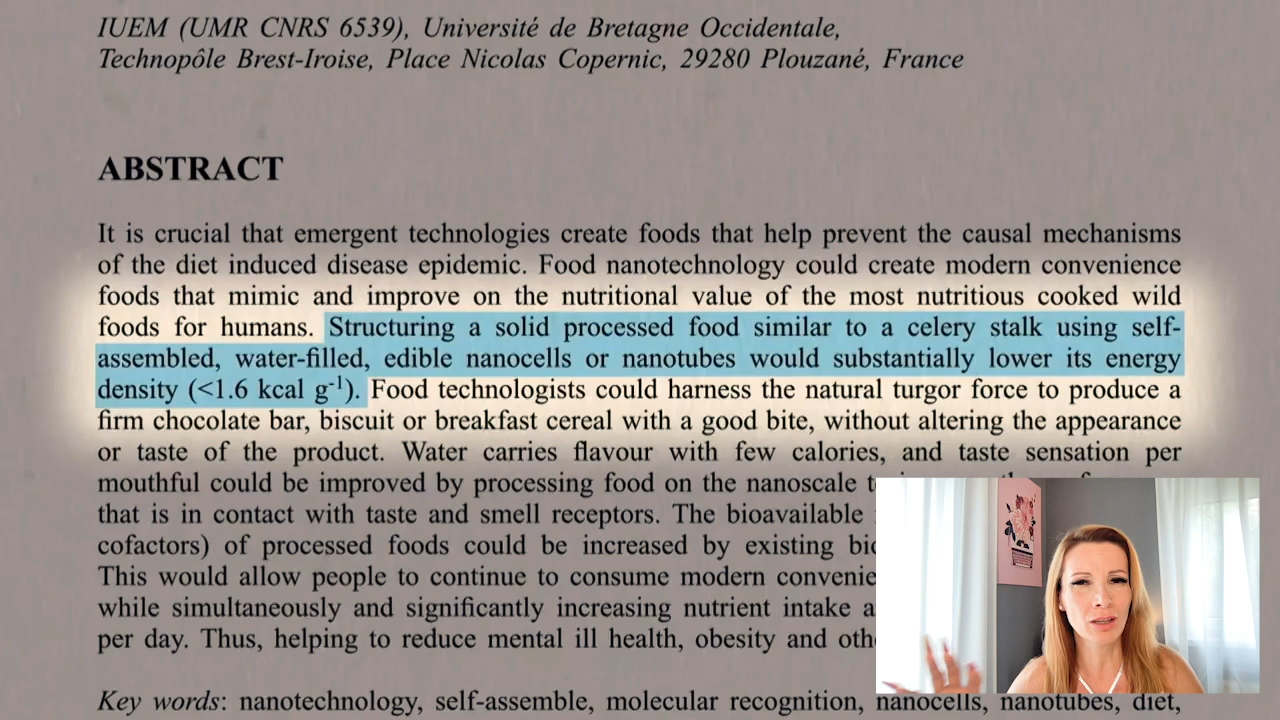 IUEM (UMR CNRS 6539), Université de Bretagne Occidentale,
Technopôle Brest-Iroise, Place Nicolas Copernic, 29280 Plouzané, France
ABSTRACT
It is crucial that emergent technologies create foods that help prevent the causal mechanisms
of the diet induced disease epidemic. Food nanotechnology could create modern convenience
foods that mimic and improve on the nutritional value of the most nutritious cooked wild
foods for humans. Structuring a solid processed food similar to a celery stalk using self-
assembled, water-filled, edible nanocells or nanotubes would substantially lower its energy
density (<1.6 kcal g⁻¹). Food technologists could harness the natural turgor force to produce a
firm chocolate bar, biscuit or breakfast cereal with a good bite, without altering the appearance
or taste of the product. Water carries flavour with few calories, and taste sensation per
mouthful could be improved by processing food on the nanoscale
that is in contact with taste and smell receptors. The bioavailable
cofactors) of processed foods could be increased by existing
This would allow people to continue to consume modern
while simultaneously and significantly increasing nutrient intake
per day. Thus, helping to reduce mental ill health, obesity and
Key words: nanotechnology, self-assemble, molecular recognition, nanocells, nanotubes, diet,